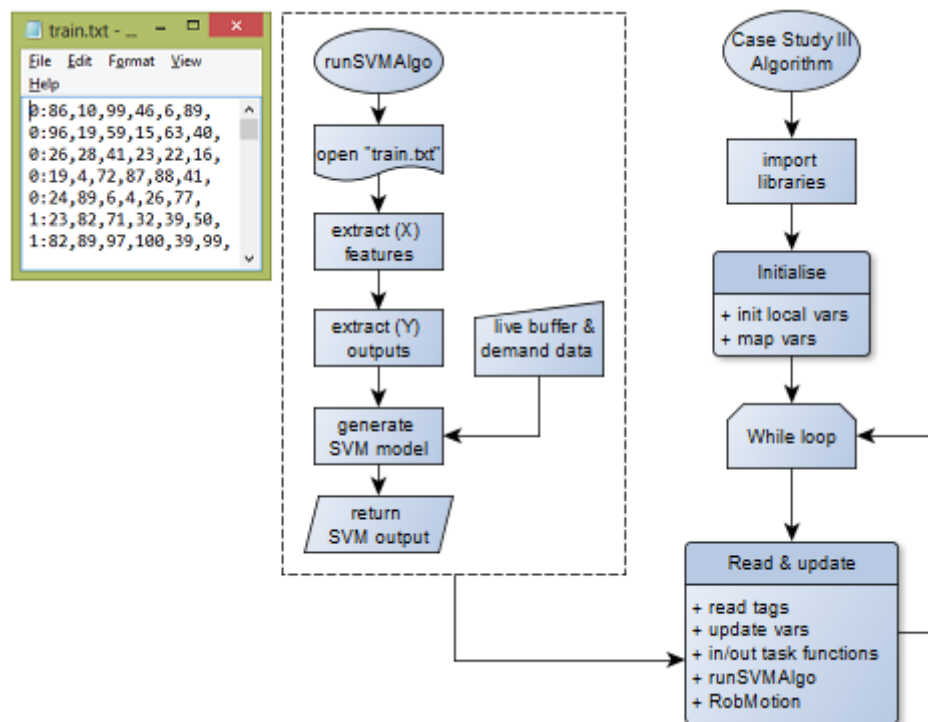 train.txt - ...
File Edit Format View
Help
0:86,10,99,46,6,89,
0:96,19,59,15,63,40,
0:26,28,41,23,22,16,
0:19,4,72,87,88,41,
0:24,89,6,4,26,77,
1:23,82,71,32,39,50,
1:82,89,97,100,39,99,
runSVMAlgo
open "train.txt"
extract (X)
features
extract (Y)
outputs
live buffer &
demand data
generate
SVM model
return
SVM output
Case Study III
Algorithm
import
libraries
Initialise
+ init local vars
+ map vars
While loop
Read & update
+ read tags
+ update vars
+ in/out task functions
+ runSVMAlgo
+ RobMotion